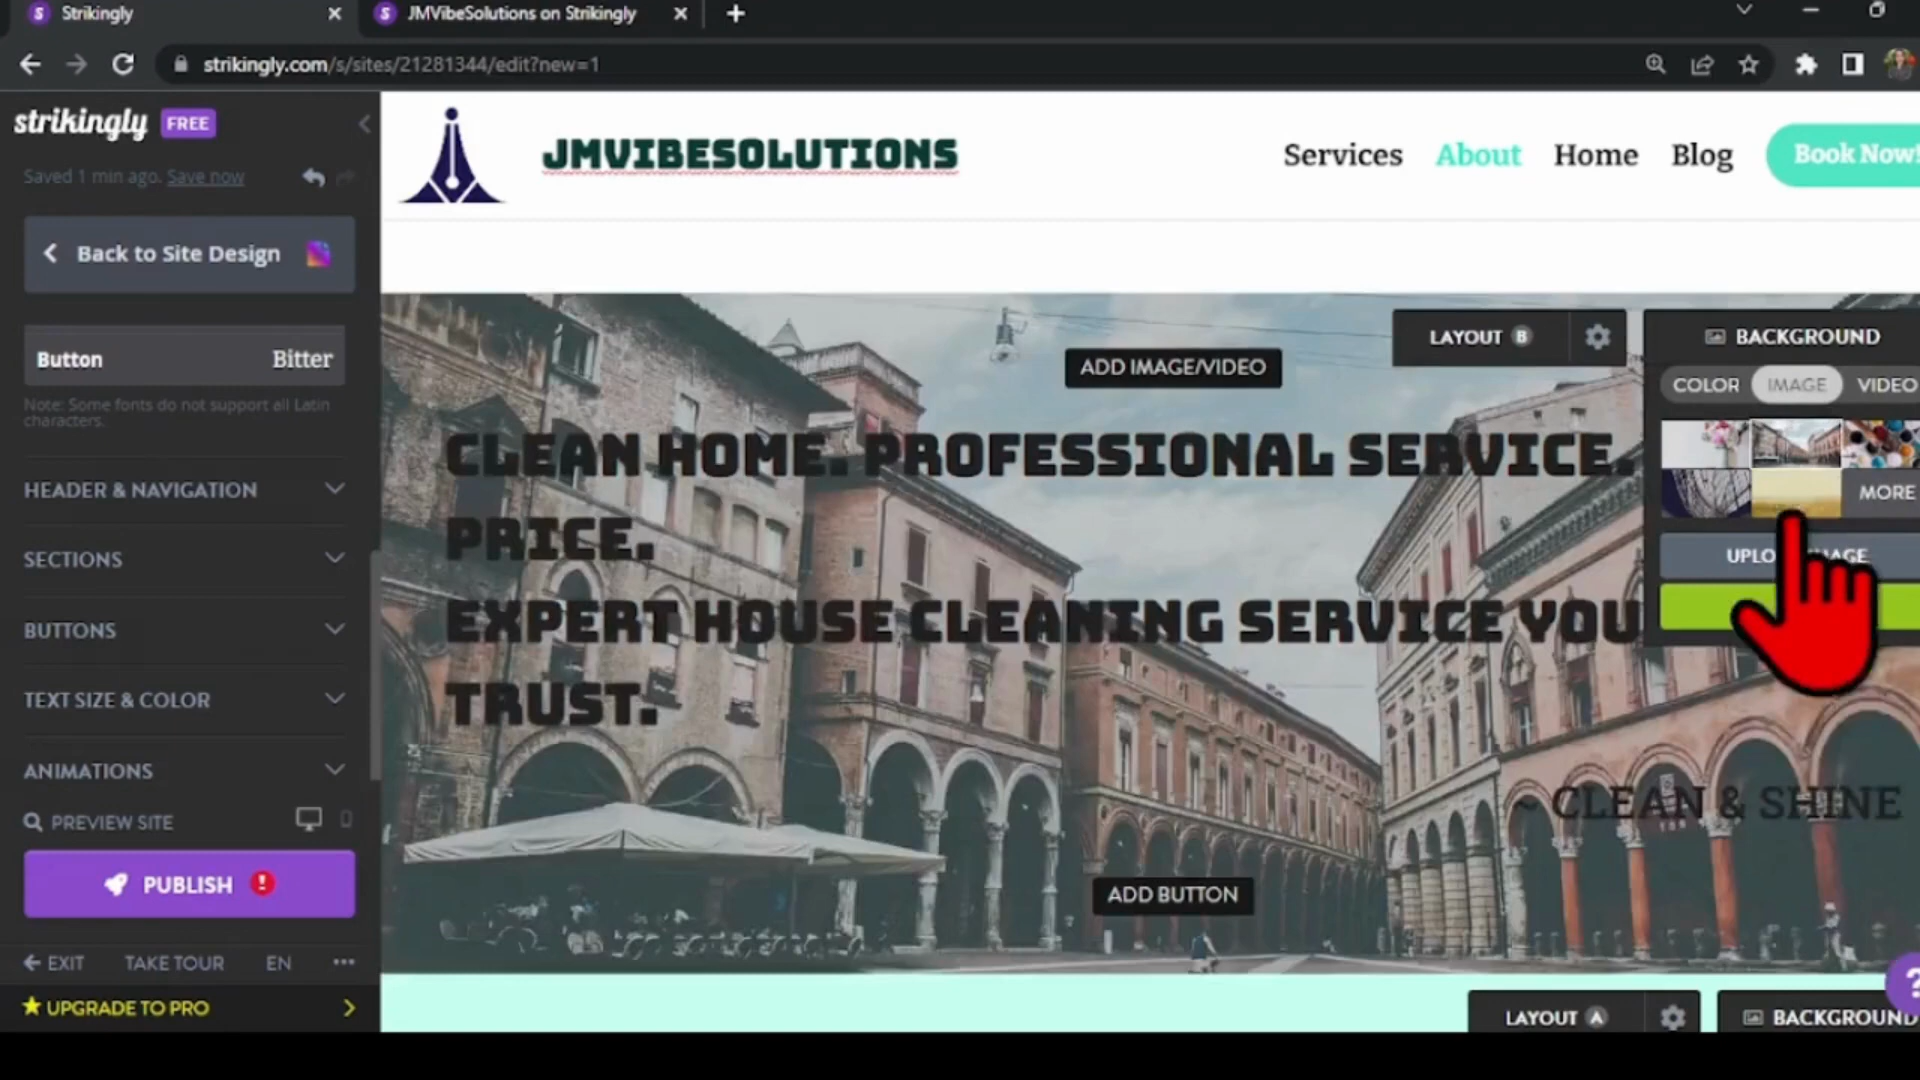 Strikingly
JMVibeSolutions on Strikingly
strikingly.com/s/sites/21281344/edit?new=1
strikingly FREE
Saved 1 min ago. Save now
Back to Site Design
Button Bitter
Note: Some fonts do not support all Latin
characters.
HEADER & NAVIGATION
SECTIONS
BUTTONS
TEXT SIZE & COLOR
ANIMATIONS
PREVIEW SITE
PUBLISH !
EXIT TAKE TOUR EN ...
UPGRADE TO PRO
JMVIBESOLUTIONS
Services About Home Blog Book Now!
LAYOUT B
BACKGROUND
COLOR IMAGE VIDEO
MORE
ADD IMAGE/VIDEO
CLEAN HOME. PROFESSIONAL SERVICE.
PRICE.
EXPERT HOUSE CLEANING SERVICE YOU
TRUST.
~ CLEAN & SHINE
ADD BUTTON
LAYOUT A
BACKGROUND
?